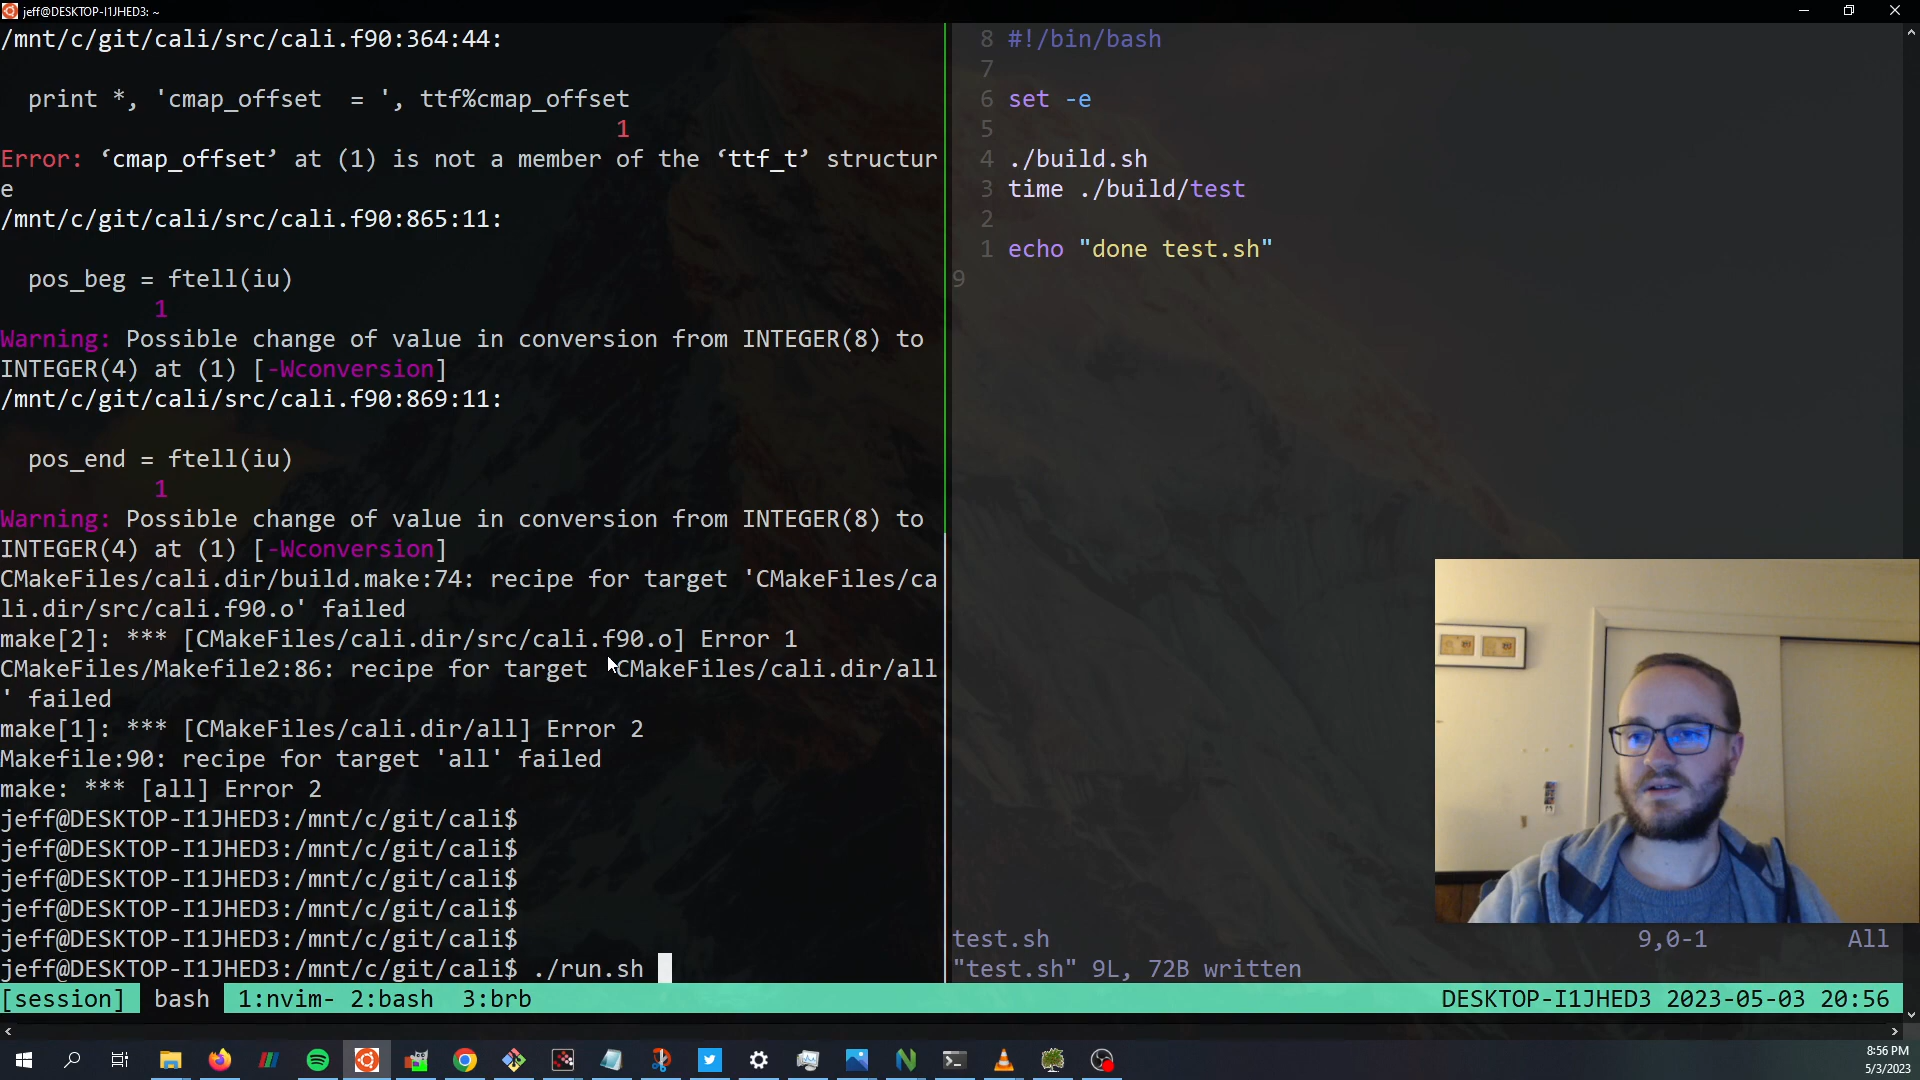 jeff@DESKTOP-I1JHED3: ~
/mnt/c/git/cali/src/cali.f90:364:44:
print *, 'cmap_offset  = ', ttf%cmap_offset
1
Error: ‘cmap_offset’ at (1) is not a member of the ‘ttf_t’ structur
e
/mnt/c/git/cali/src/cali.f90:865:11:
pos_beg = ftell(iu)
1
Warning: Possible change of value in conversion from INTEGER(8) to
INTEGER(4) at (1) [-Wconversion]
/mnt/c/git/cali/src/cali.f90:869:11:
pos_end = ftell(iu)
1
Warning: Possible change of value in conversion from INTEGER(8) to
INTEGER(4) at (1) [-Wconversion]
CMakeFiles/cali.dir/build.make:74: recipe for target 'CMakeFiles/ca
li.dir/src/cali.f90.o' failed
make[2]: *** [CMakeFiles/cali.dir/src/cali.f90.o] Error 1
CMakeFiles/Makefile2:86: recipe for target 'CMakeFiles/cali.dir/all
' failed
make[1]: *** [CMakeFiles/cali.dir/all] Error 2
Makefile:90: recipe for target 'all' failed
make: *** [all] Error 2
jeff@DESKTOP-I1JHED3:/mnt/c/git/cali$
jeff@DESKTOP-I1JHED3:/mnt/c/git/cali$
jeff@DESKTOP-I1JHED3:/mnt/c/git/cali$
jeff@DESKTOP-I1JHED3:/mnt/c/git/cali$
jeff@DESKTOP-I1JHED3:/mnt/c/git/cali$
jeff@DESKTOP-I1JHED3:/mnt/c/git/cali$ ./run.sh
8 #!/bin/bash
7
6 set -e
5
4 ./build.sh
3 time ./build/test
2
1 echo "done test.sh"
9
test.sh 9,0-1 All
"test.sh" 9L, 72B written
[session] bash 1:nvim- 2:bash  3:brb DESKTOP-I1JHED3 2023-05-03 20:56
8:56 PM
5/3/2023